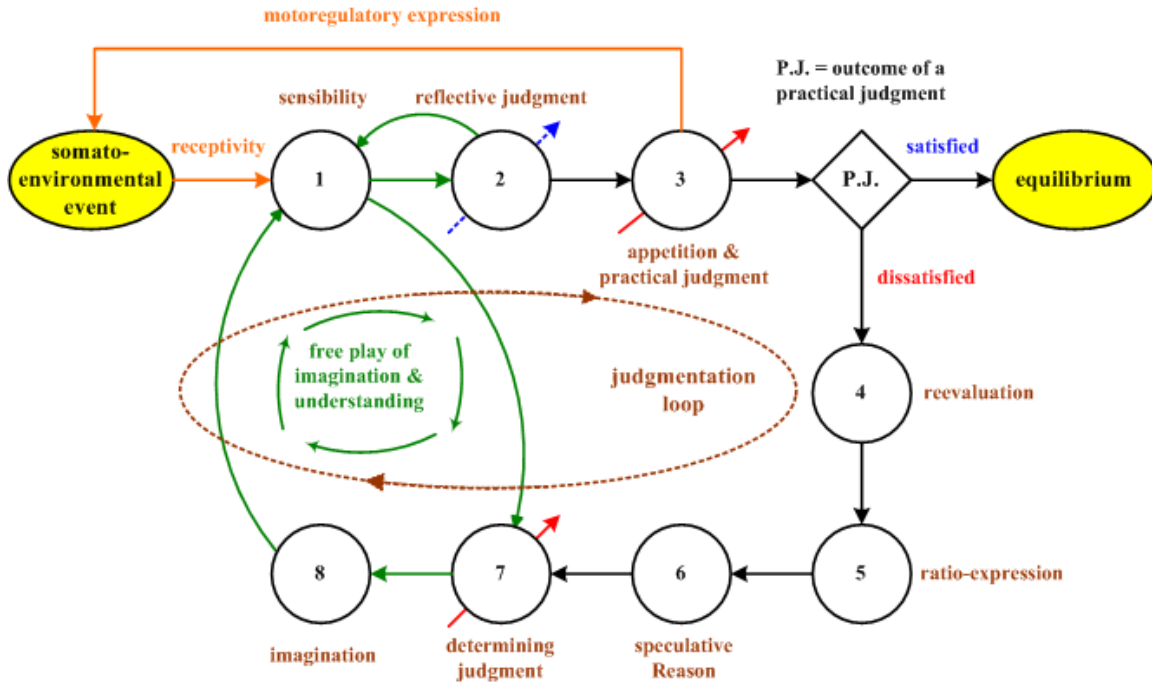 motoregulatory expression
P.J. = outcome of a
practical judgment
sensibility
reflective judgment
somato-
environmental
event
receptivity
1
2
3
P.J.
satisfied
equilibrium
appetition &
practical judgment
dissatisfied
free play of
imagination &
understanding
judgmentation
loop
4
reevaluation
8
7
6
5
ratio-expression
imagination
determining
judgment
speculative
Reason